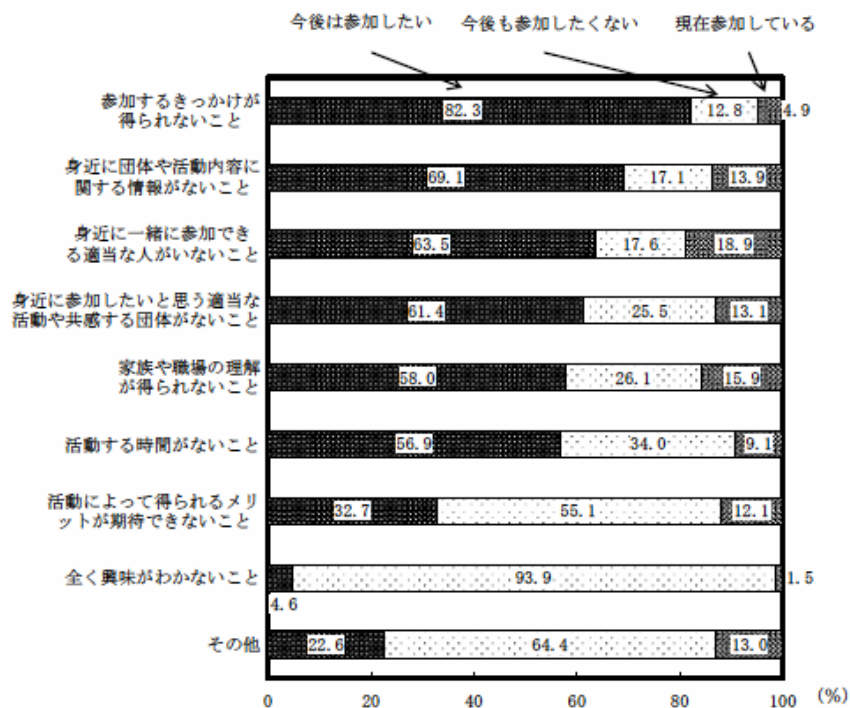 今後は参加したい 今後も参加したくない 現在参加している
参加するきっかけが
得られないこと
82.3 12.8 4.9
身近に団体や活動内容に
関する情報がないこと
69.1 17.1 13.9
身近に一緒に参加でき
る適当な人がいないこと
63.5 17.6 18.9
身近に参加したいと思う適当な
活動や共感する団体がないこと
61.4 25.5 13.1
家族や職場の理解
が得られないこと
58.0 26.1 15.9
活動する時間がないこと
56.9 34.0 9.1
活動によって得られるメリ
ットが期待できないこと
32.7 55.1 12.1
全く興味がわかないこと
93.9 1.5
4.6
その他
22.6 64.4 13.0
0 20 40 60 80 100 (%)